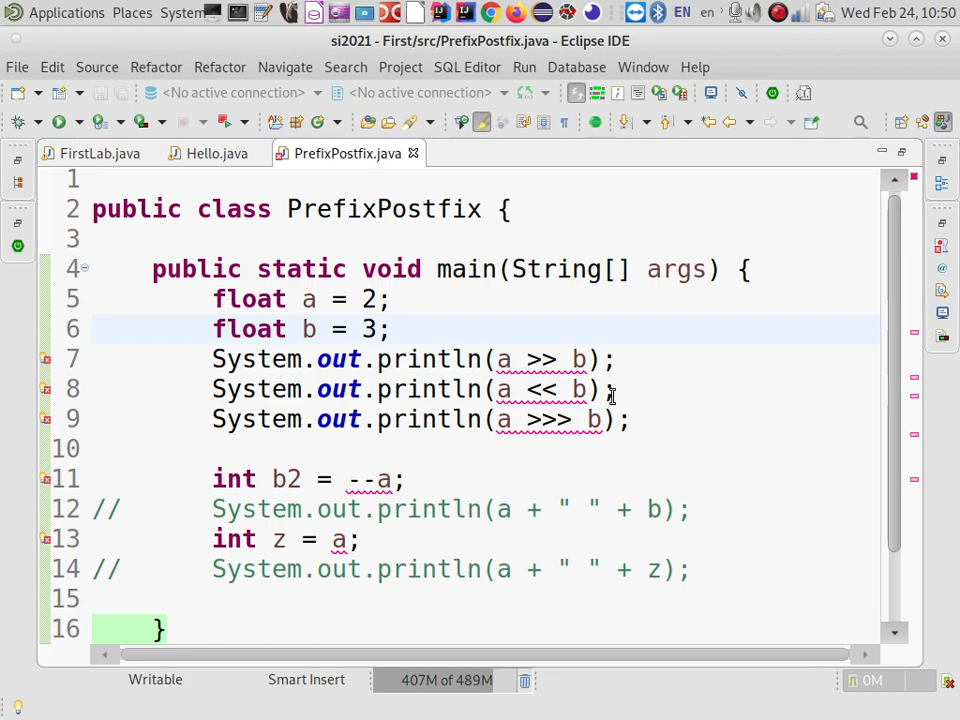 Applications Places System EN en Wed Feb 24, 10:50
si2021 - First/src/PrefixPostfix.java - Eclipse IDE
File Edit Source Refactor Refactor Navigate Search Project SQL Editor Run Database Window Help
<No active connection> <No active connection>
FirstLab.java Hello.java PrefixPostfix.java
1
2 public class PrefixPostfix {
3
4 public static void main(String[] args) {
5 float a = 2;
6 float b = 3;
7 System.out.println(a >> b);
8 System.out.println(a << b);
9 System.out.println(a >>> b);
10
11 int b2 = --a;
12 // System.out.println(a + " " + b);
13 int z = a;
14 // System.out.println(a + " " + z);
15
16 }
Writable Smart Insert 407M of 489M 0M